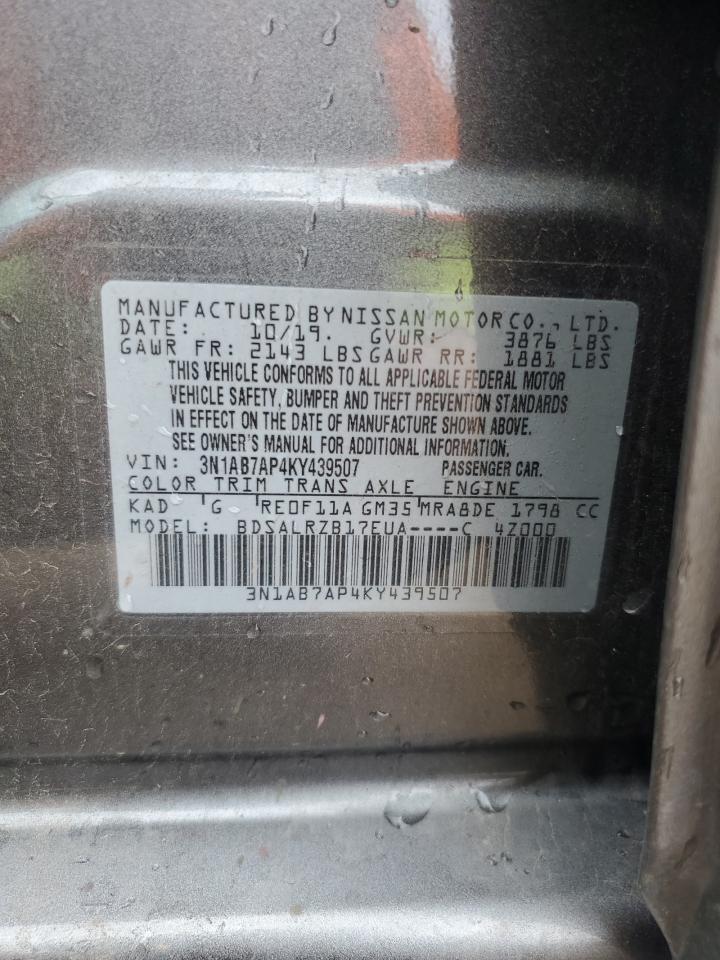 MANUFACTURED BY NISSAN MOTOR CO., LTD.
DATE: 10/19. GVWR: 3876 LBS
GAWR FR: 2143 LBS GAWR RR: 1881 LBS
THIS VEHICLE CONFORMS TO ALL APPLICABLE FEDERAL MOTOR
VEHICLE SAFETY, BUMPER AND THEFT PREVENTION STANDARDS
IN EFFECT ON THE DATE OF MANUFACTURE SHOWN ABOVE.
SEE OWNER'S MANUAL FOR ADDITIONAL INFORMATION.
VIN: 3N1AB7AP4KY439507 PASSENGER CAR.
COLOR TRIM TRANS AXLE ENGINE
KAD G RE0F11A GM35 MRA8DE 1798 CC
MODEL: BDSALRZB17EUA----C 4Z000
3N1AB7AP4KY439507